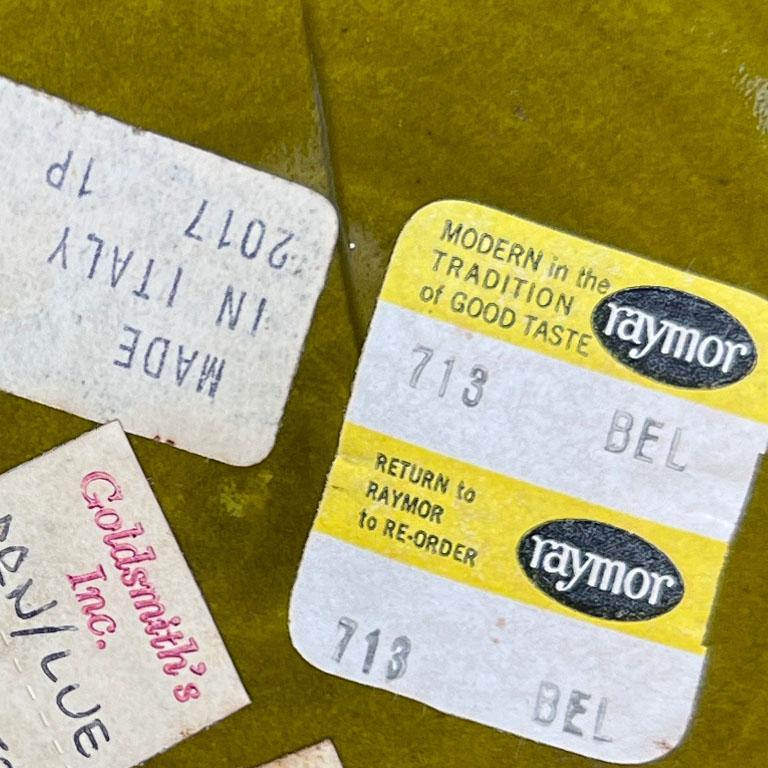 MADE
IN ITALY
2017 1P
MODERN in the
TRADITION
of GOOD TASTE
raymor
713 BEL
RETURN to
RAYMOR
to RE-ORDER
raymor
713 BEL
Goldsmith's
Inc.